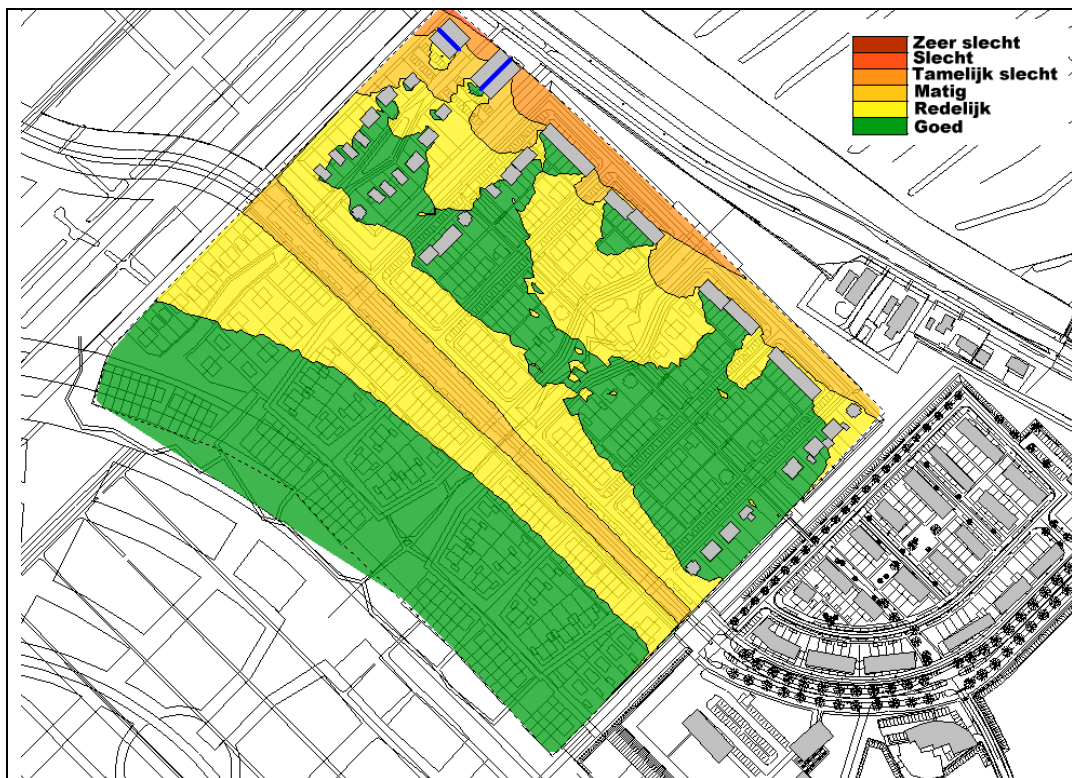 Zeer slecht
Slecht
Tamelijk slecht
Matig
Redelijk
Goed